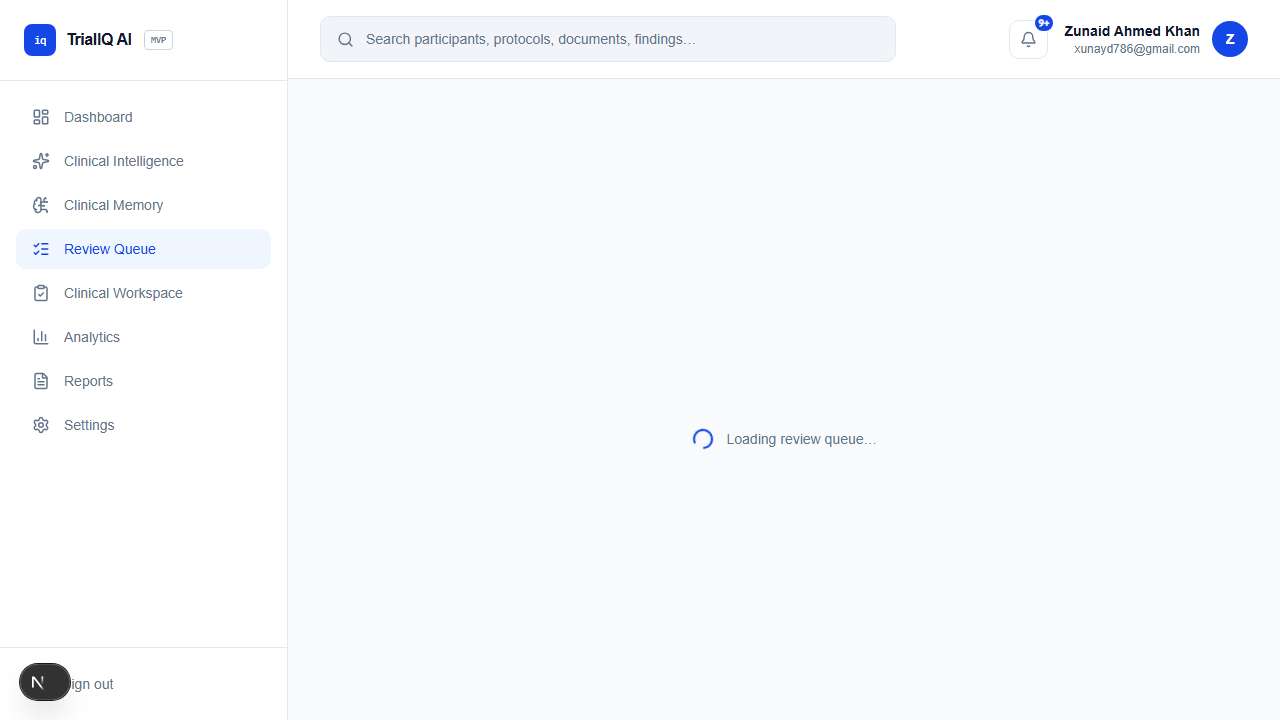 iq TrialIQ AI MVP
Search participants, protocols, documents, findings...
9+
Zunaid Ahmed Khan
xunayd786@gmail.com
Z
Dashboard
Clinical Intelligence
Clinical Memory
Review Queue
Clinical Workspace
Analytics
Reports
Settings
Loading review queue...
N
ign out